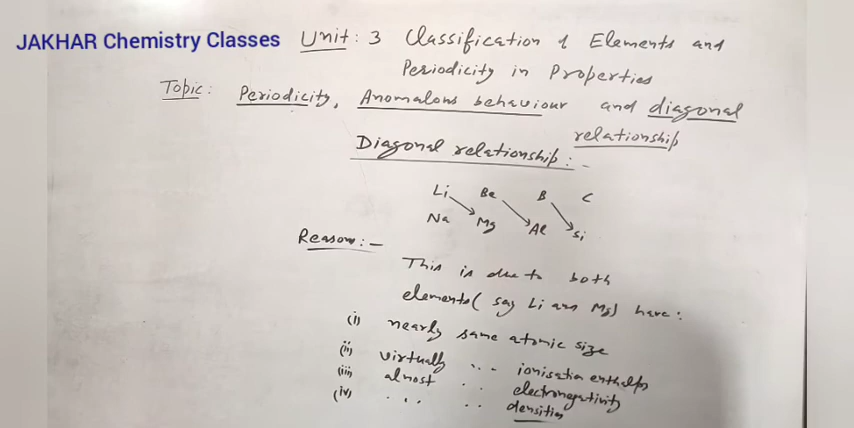 JAKHAR Chemistry Classes Unit: 3 Classification of Elements and
Periodicity in Properties
Topic: Periodicity, Anomalous behaviour and diagonal
relationship
Diagonal relationship:-
Li Be B C
Na Mg Al Si
Reason:-
This is due to both
elements( say Li and Mg) have:
(i) nearly same atomic size
(ii) virtually .. .. ionisation enthalpy
(iii) almost .. .. electronegativity
(iv) . . . .. .. densities